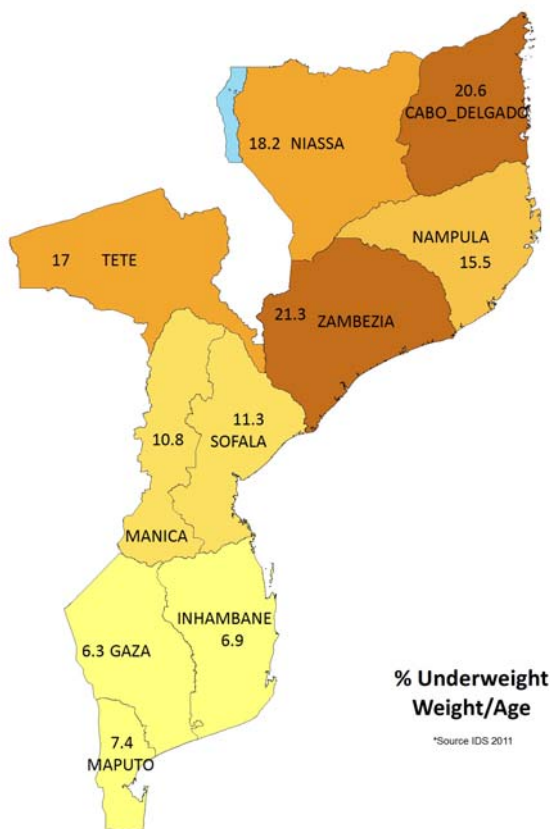 20.6
CABO_DELGADO
18.2 NIASSA
NAMPULA
15.5
17 TETE
21.3 ZAMBEZIA
11.3
SOFALA
10.8
MANICA
INHAMBANE
6.9
6.3 GAZA
7.4
MAPUTO
% Underweight
Weight/Age
*Source IDS 2011